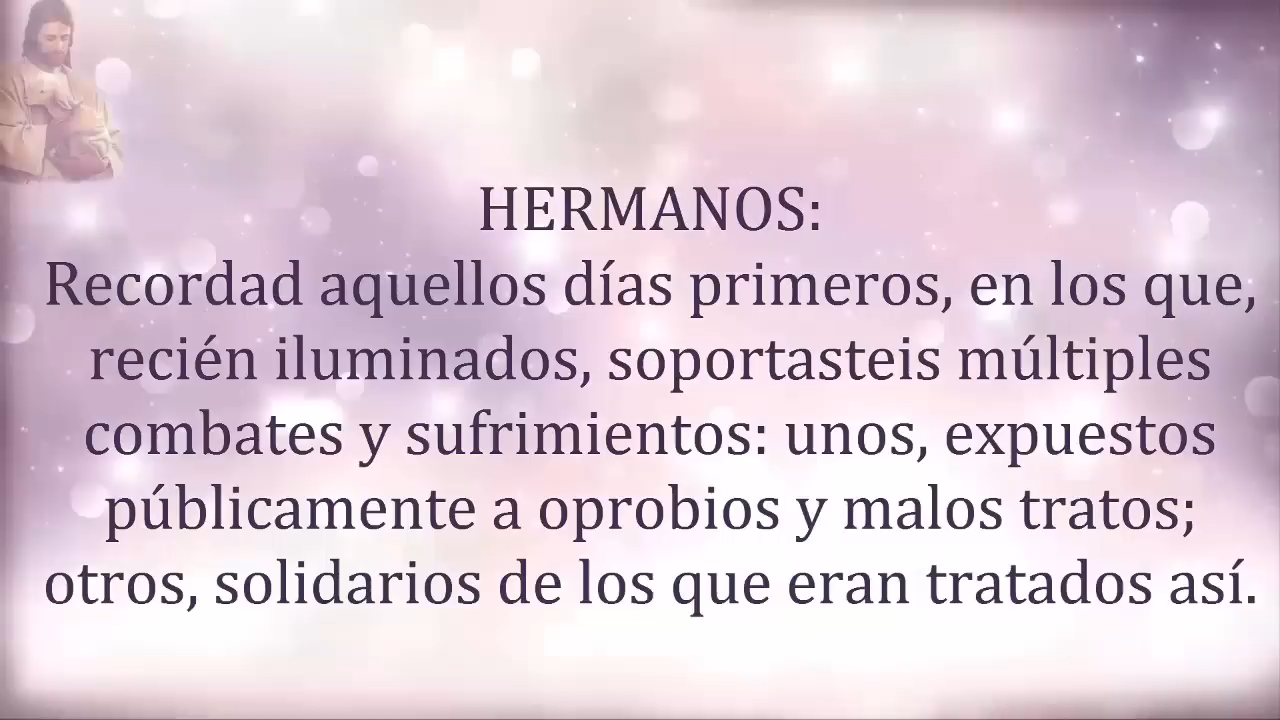 HERMANOS:
Recordad aquellos días primeros, en los que,
recién iluminados, soportasteis múltiples
combates y sufrimientos: unos, expuestos
públicamente a oprobios y malos tratos;
otros, solidarios de los que eran tratados así.